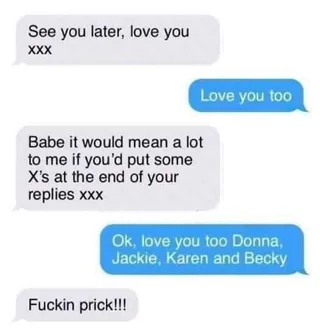 See you later, love you
xxx
Love you too
Babe it would mean a lot
to me if you'd put some
X's at the end of your
replies xxx
Ok, love you too Donna,
Jackie, Karen and Becky
Fuckin prick!!!